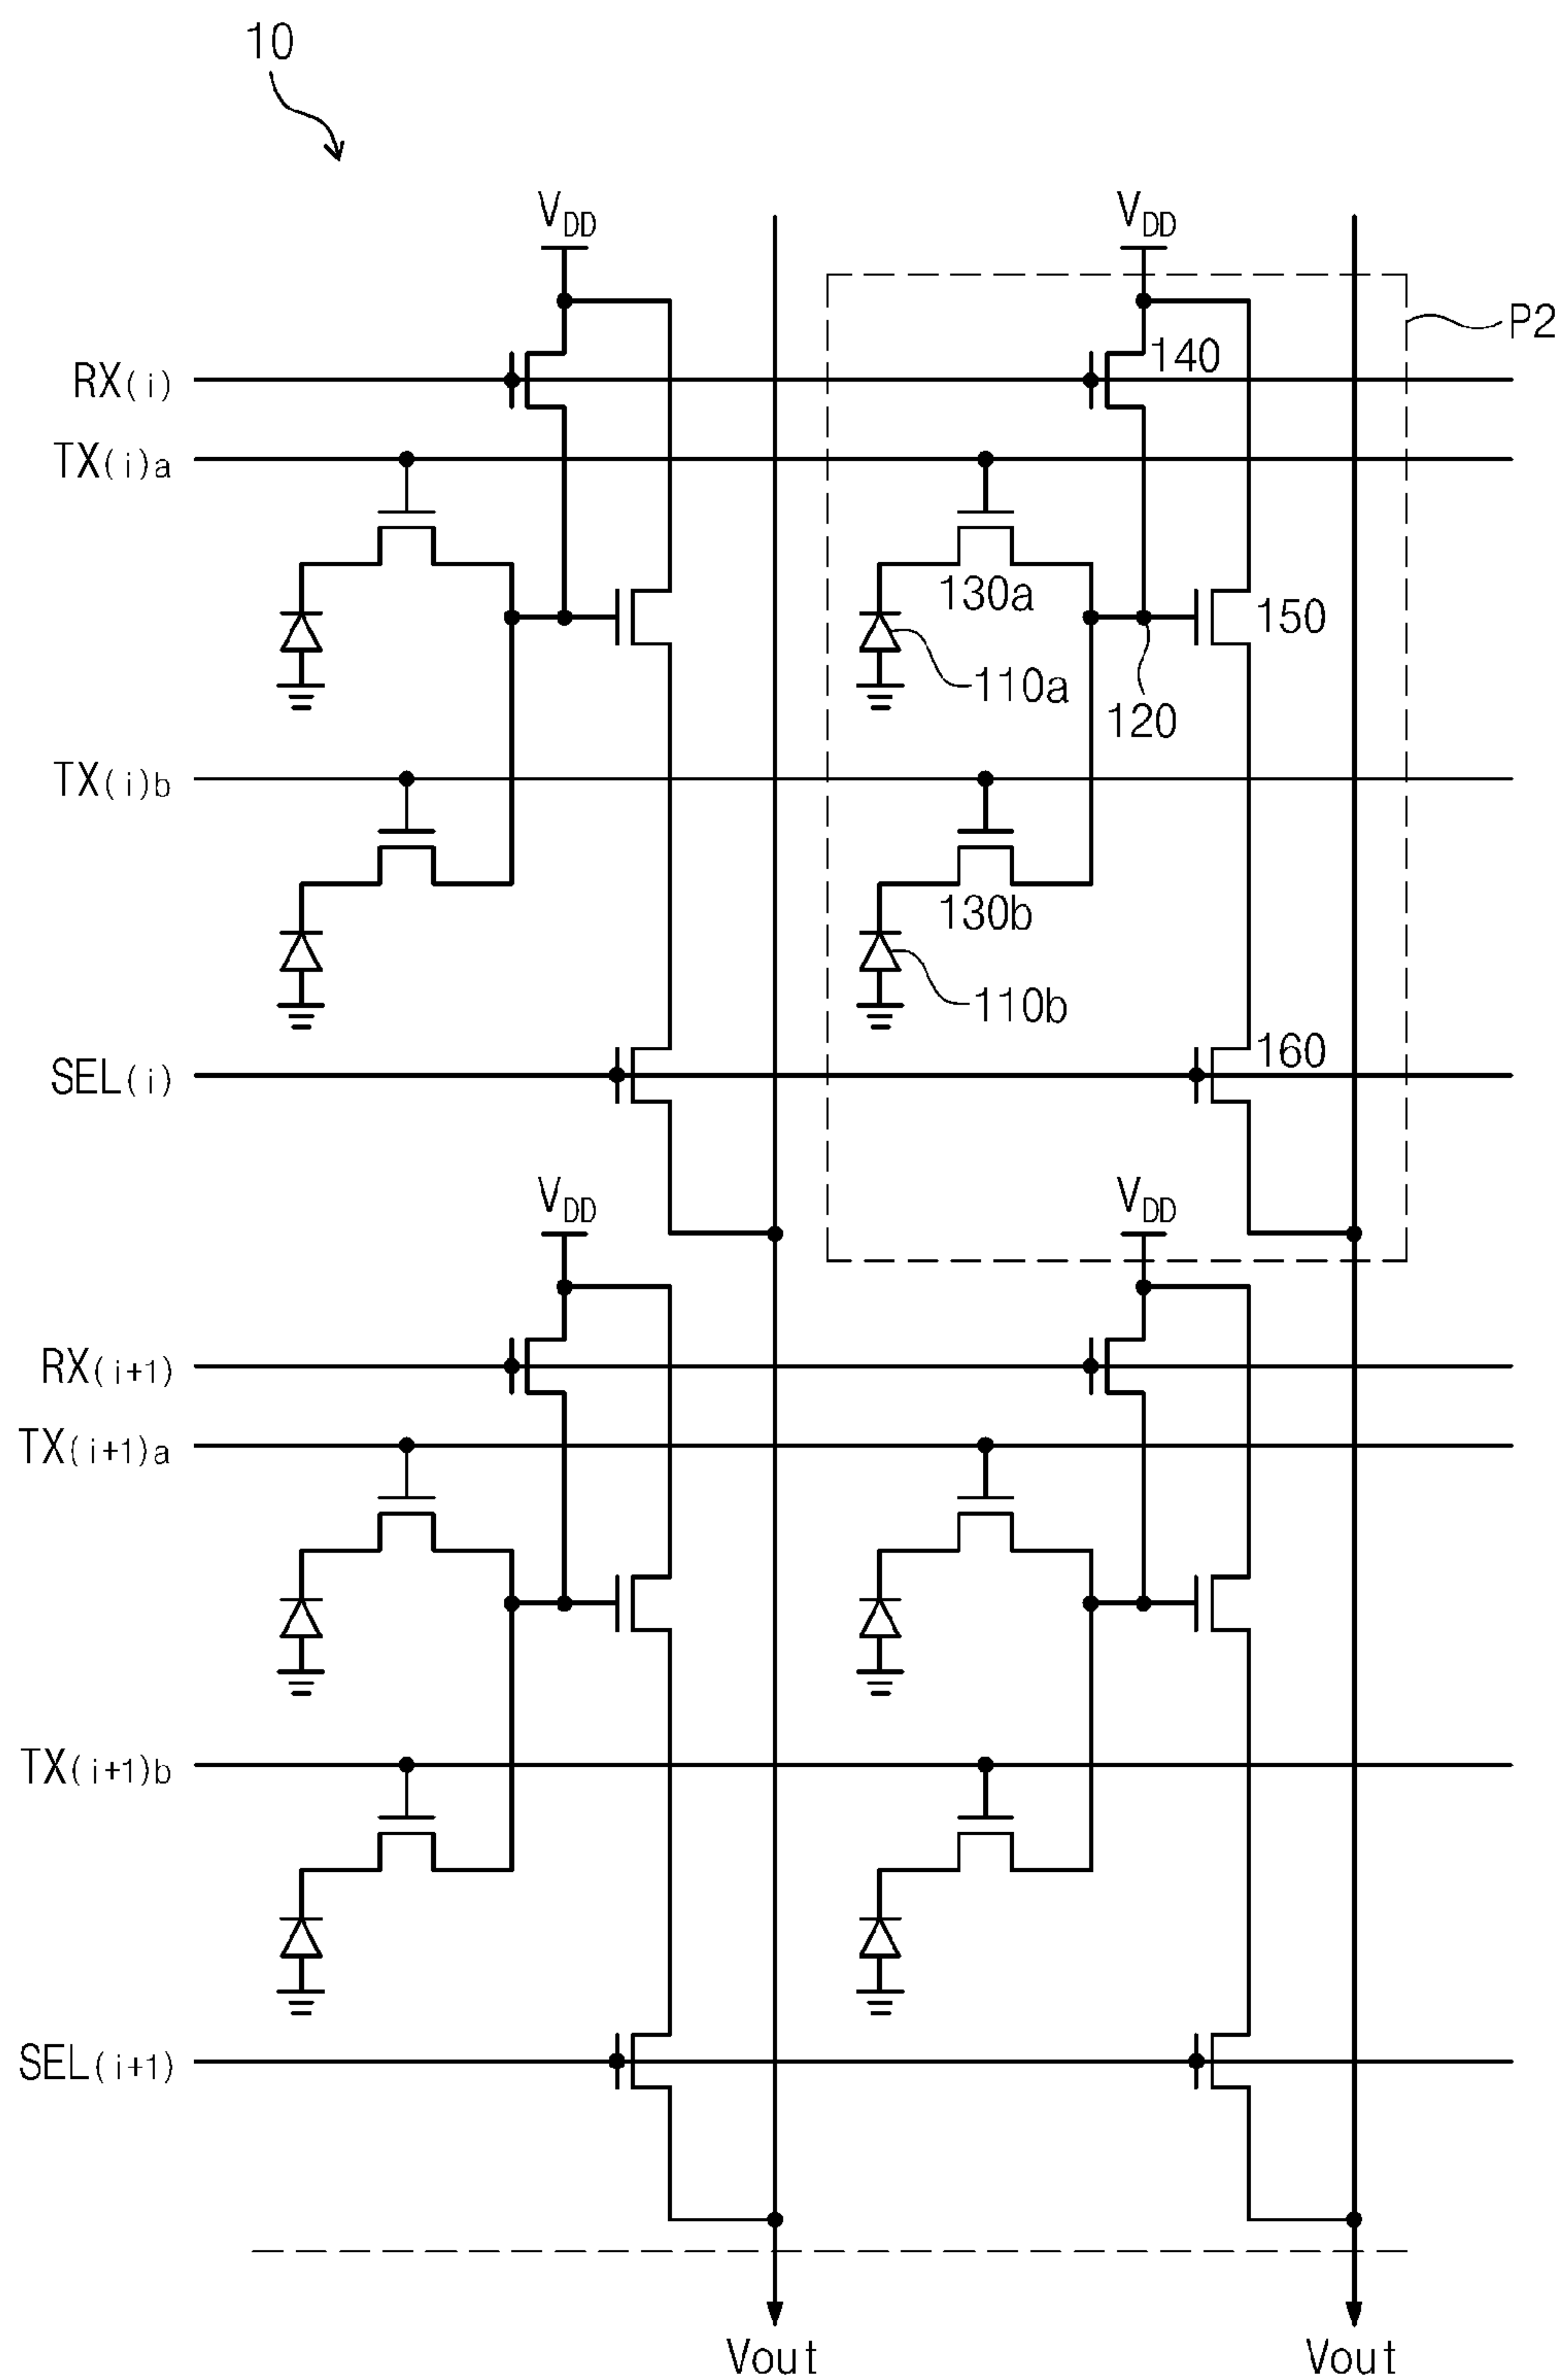 10
VDD VDD
P2
RX(i) 140
TX(i)a
130a
150
110a
120
TX(i)b
130b
110b
SEL(i) 160
VDD VDD
RX(i+1)
TX(i+1)a
TX(i+1)b
SEL(i+1)
Vout Vout